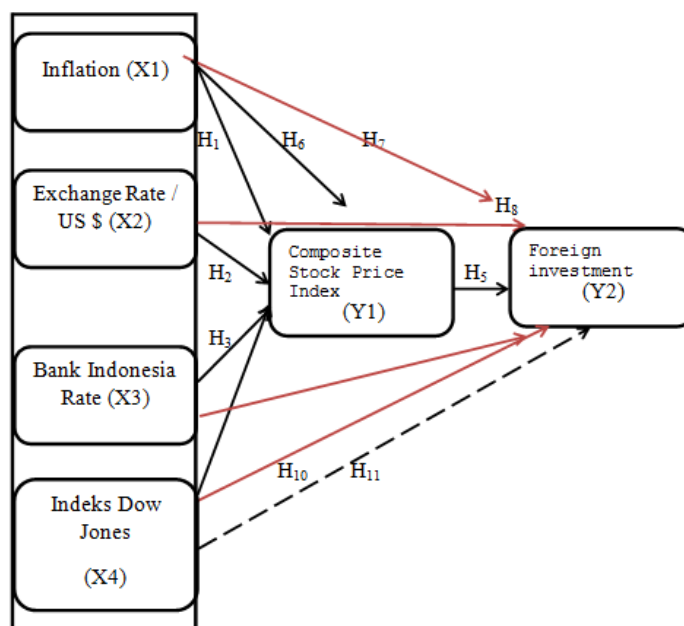 Inflation (X1)
H1
H6
H7
Exchange Rate /
US $ (X2)
H8
Composite
Stock Price
Index
(Y1)
Foreign
investment
(Y2)
H2
H5
H3
Bank Indonesia
Rate (X3)
H10
H11
Indeks Dow
Jones
(X4)